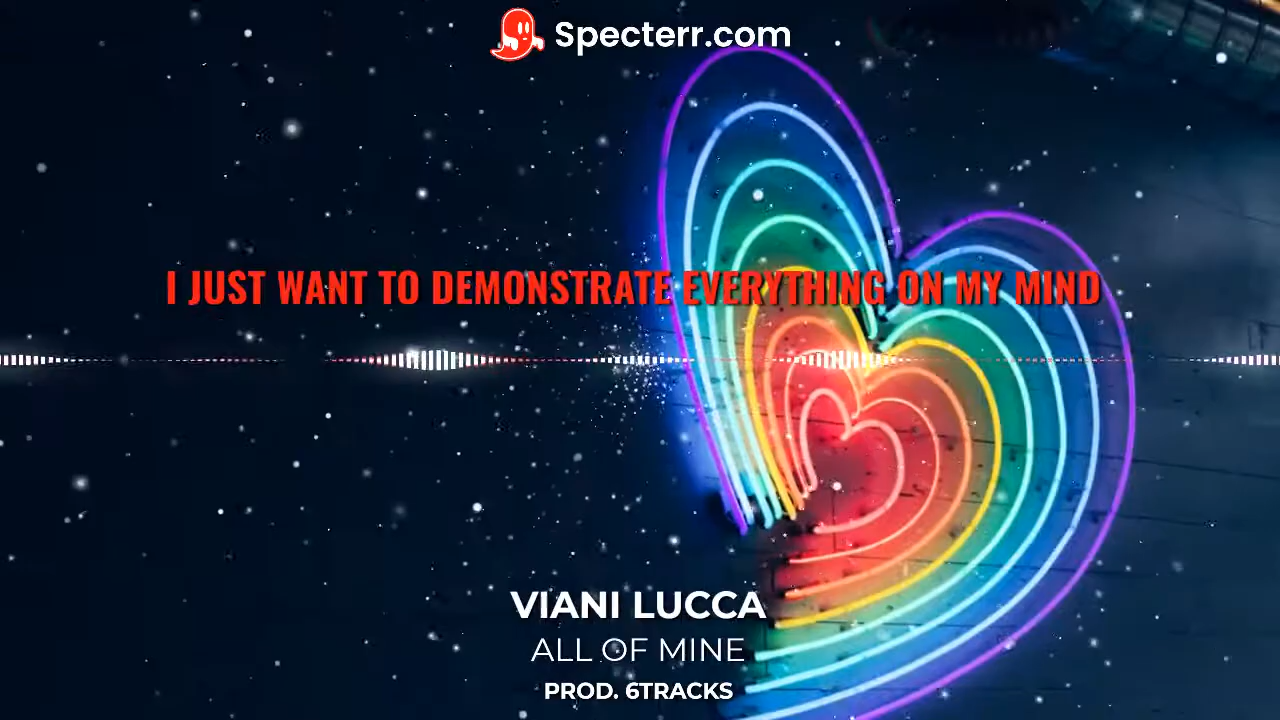 Specterr.com
I JUST WANT TO DEMONSTRATE EVERYTHING ON MY MIND
VIANI LUCCA
ALL OF MINE
PROD. 6TRACKS